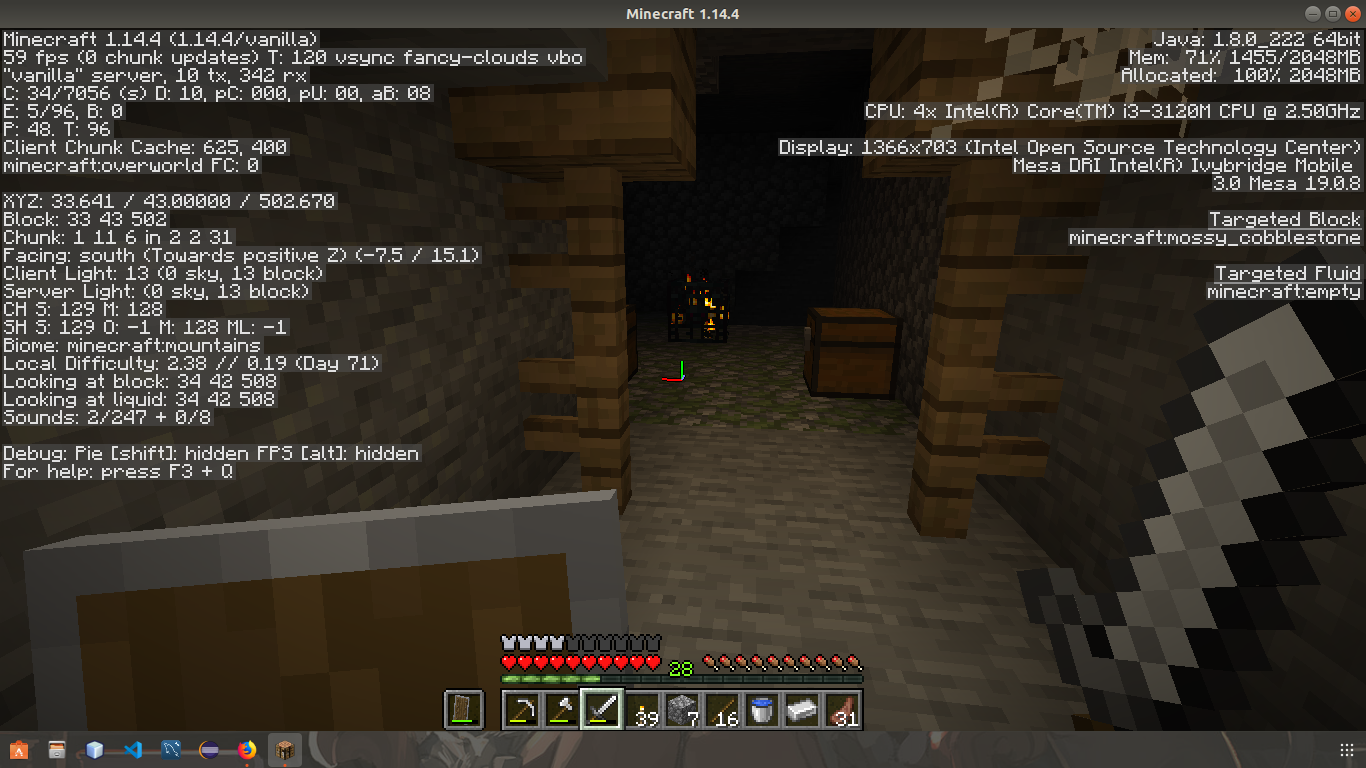 Minecraft 1.14.4
Minecraft 1.14.4 (1.14.4/vanilla)
59 fps (0 chunk updates) T: 120 vsync fancy-clouds vbo
"vanilla" server, 10 tx, 342 rx
C: 34/7056 (s) D: 10, pC: 000, pU: 00, aB: 08
E: 5/96, B: 0
P: 48. T: 96
Client Chunk Cache: 625, 400
minecraft:overworld FC: 0
XYZ: 33.641 / 43.00000 / 502.670
Block: 33 43 502
Chunk: 1 11 6 in 2 2 31
Facing: south (Towards positive Z) (-7.5 / 15.1)
Client Light: 13 (0 sky, 13 block)
Server Light: (0 sky, 13 block)
CH S: 129 M: 128
SH S: 129 O: -1 M: 128 ML: -1
Biome: minecraft:mountains
Local Difficulty: 2.38 // 0.19 (Day 71)
Looking at block: 34 42 508
Looking at liquid: 34 42 508
Sounds: 2/247 + 0/8
Debug: Pie [shift]: hidden FPS [alt]: hidden
For help: press F3 + Q
Java: 1.8.0_222 64bit
Mem: 71% 1455/2048MB
Allocated: 100% 2048MB
CPU: 4x Intel(R) Core(TM) i3-3120M CPU @ 2.50GHz
Display: 1366x703 (Intel Open Source Technology Center)
Mesa DRI Intel(R) Ivybridge Mobile
3.0 Mesa 19.0.8
Targeted Block
minecraft:mossy_cobblestone
Targeted Fluid
minecraft:empty
28
39 7 16 31